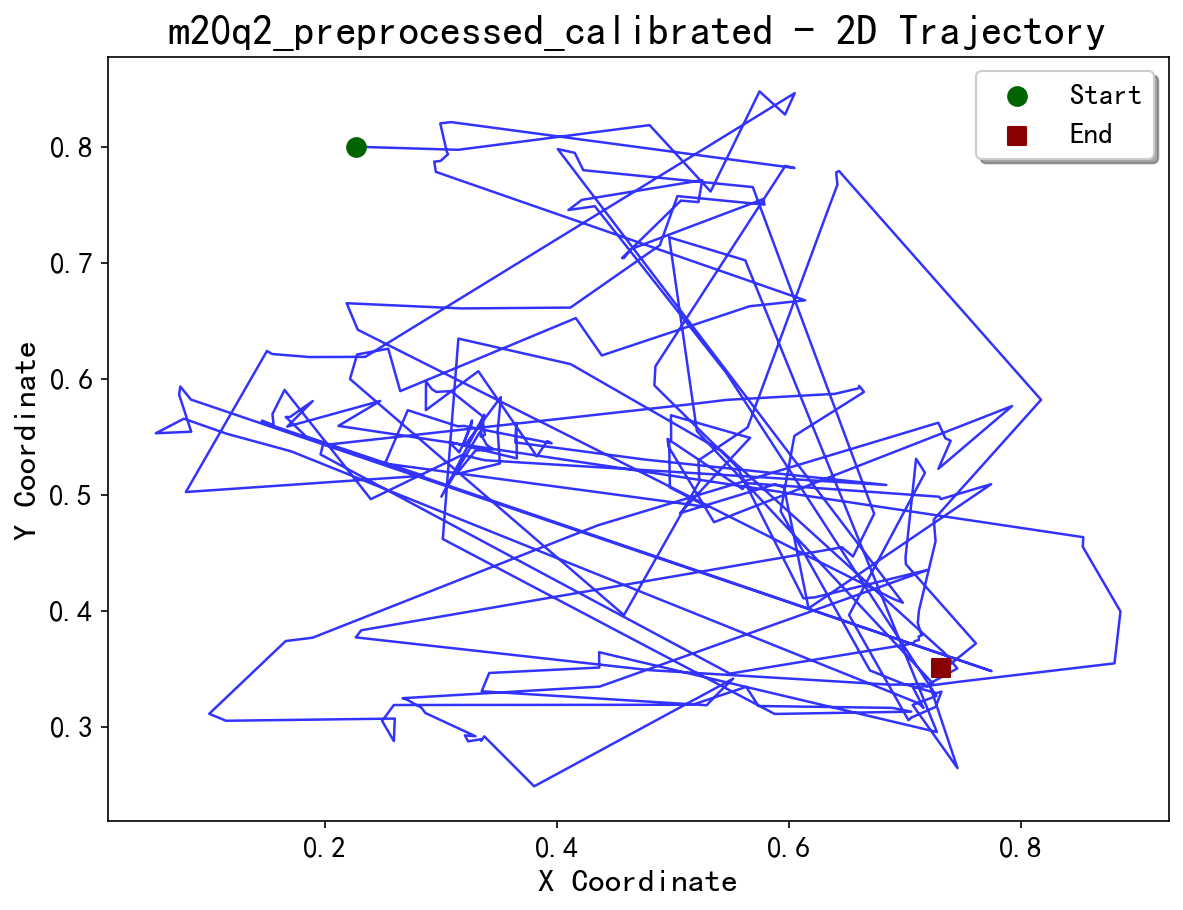 m20q2_preprocessed_calibrated - 2D Trajectory
Start
End
0.8
0.7
0.6
0.5
0.4
0.3
Y Coordinate
0.2
0.4
0.6
0.8
X Coordinate